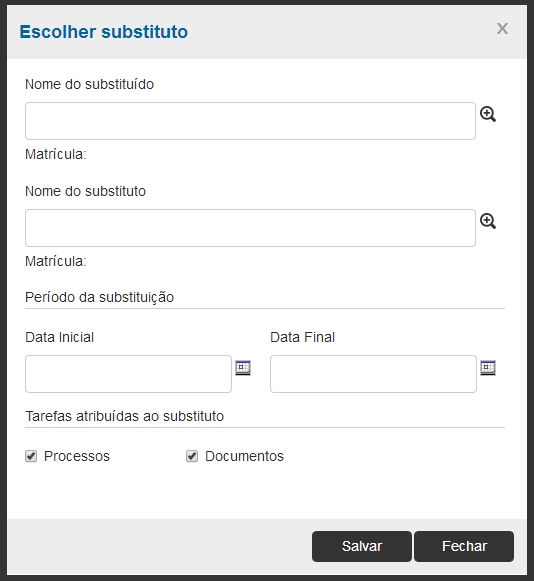 Escolher substituto X
Nome do substituído
Matrícula:
Nome do substituto
Matrícula:
Período da substituição
Data Inicial Data Final
Tarefas atribuídas ao substituto
Processos Documentos
Salvar Fechar